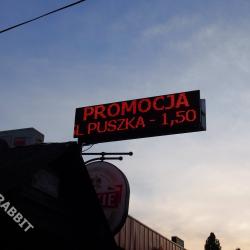 PROMOCJA
L PUSZKA - 1,50
RABBIT